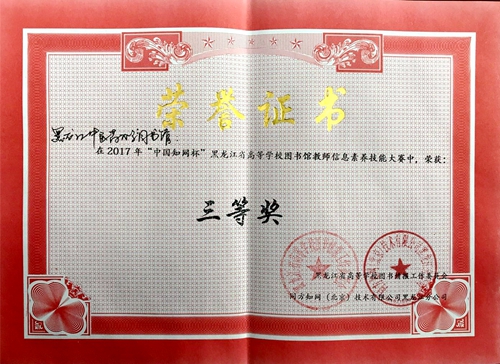 荣誉证书
黑龙江中医药大学图书馆
在2017年“中国知网杯”黑龙江省高等学校图书馆教师信息素养技能大赛中，荣获：
三等奖
黑龙江省高等学校图书情报工作委员会
同方知网（北京）技术有限公司黑龙江分公司